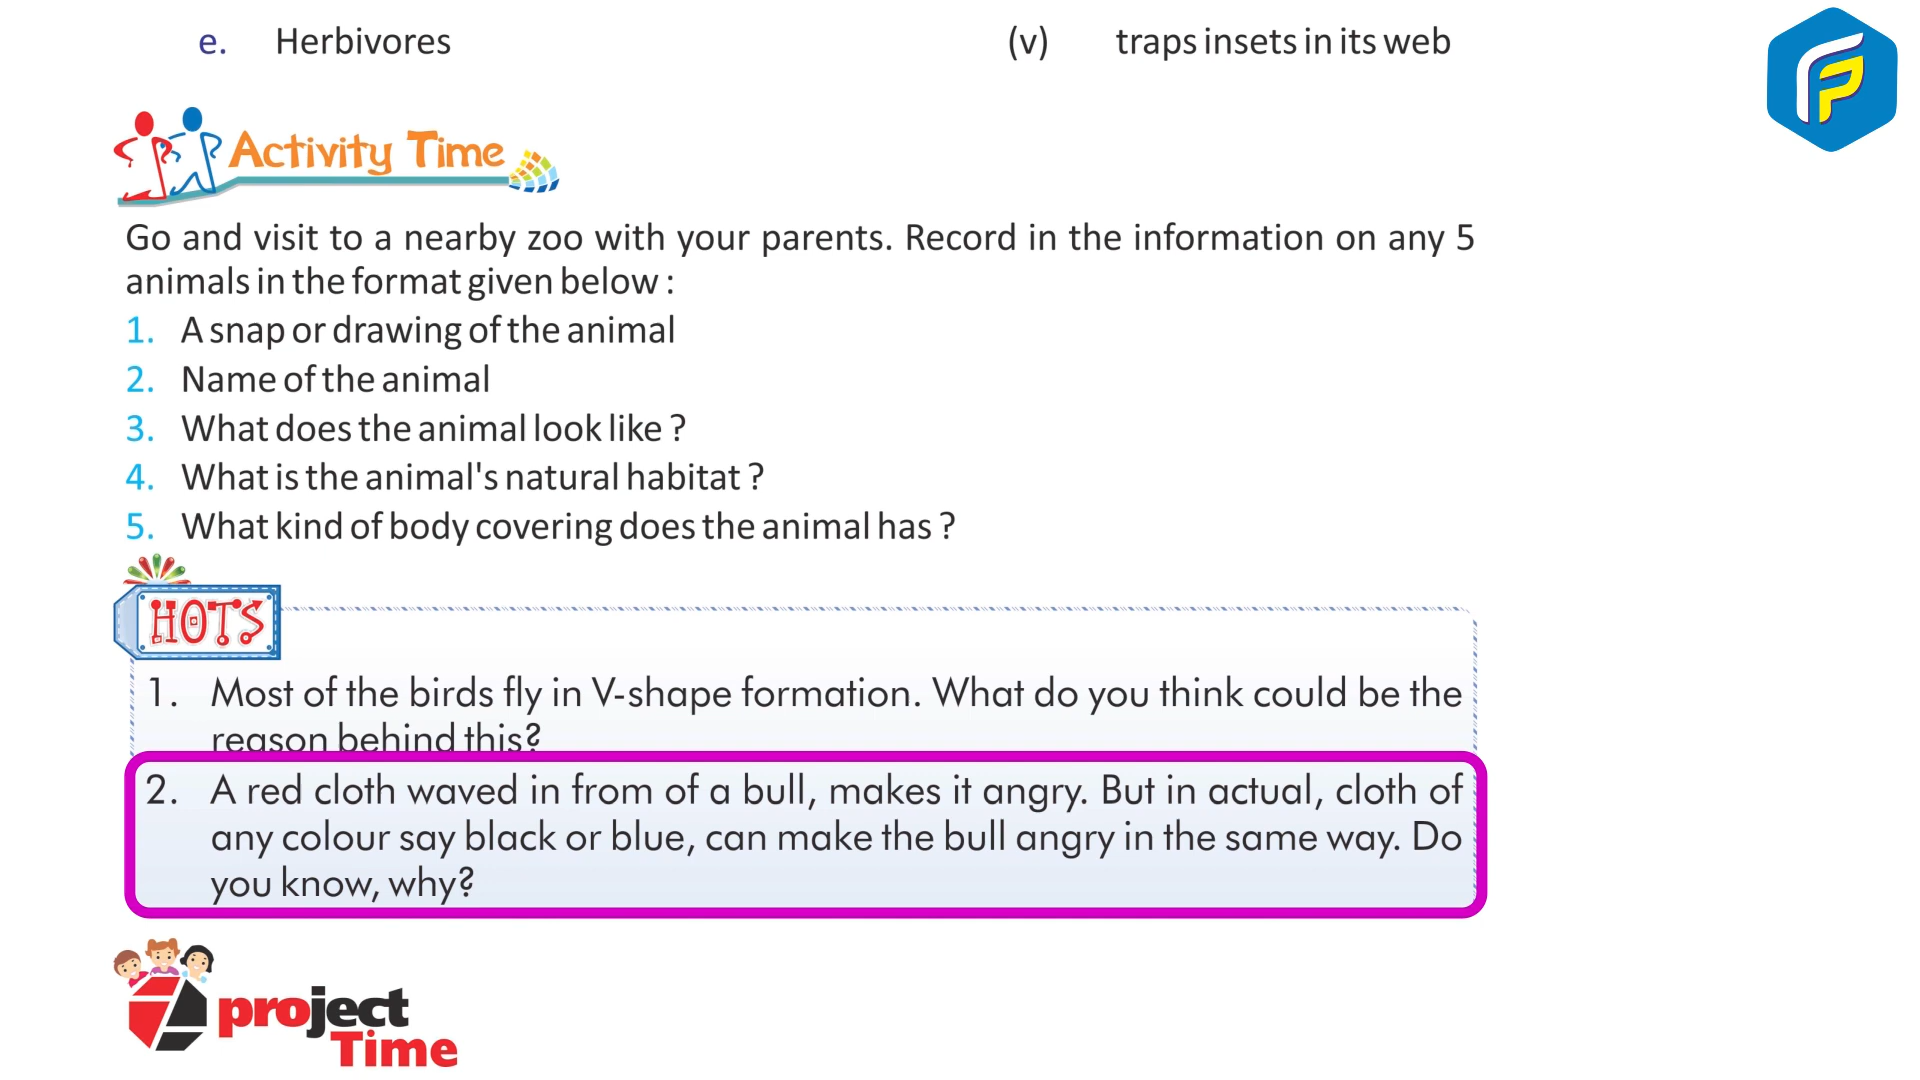 e. Herbivores (v) traps insets in its web
Activity Time
Go and visit to a nearby zoo with your parents. Record in the information on any 5
animals in the format given below :
1. A snap or drawing of the animal
2. Name of the animal
3. What does the animal look like ?
4. What is the animal's natural habitat ?
5. What kind of body covering does the animal has ?
HOTS
1. Most of the birds fly in V-shape formation. What do you think could be the
reason behind this?
2. A red cloth waved in from of a bull, makes it angry. But in actual, cloth of
any colour say black or blue, can make the bull angry in the same way. Do
you know, why?
project
Time